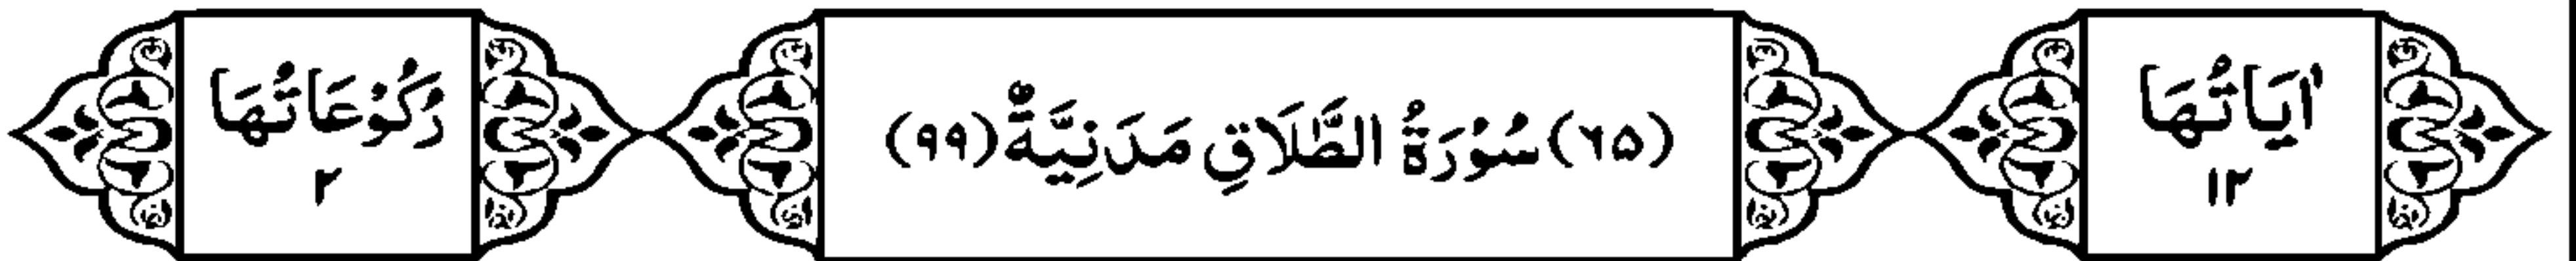 اٰيَاتُهَا
١٢
(٦٥) سُوْرَةُ الطَّلَاقِ مَدَنِيَّةٌ (٩٩)
رُكُوْعَاتُهَا
٢